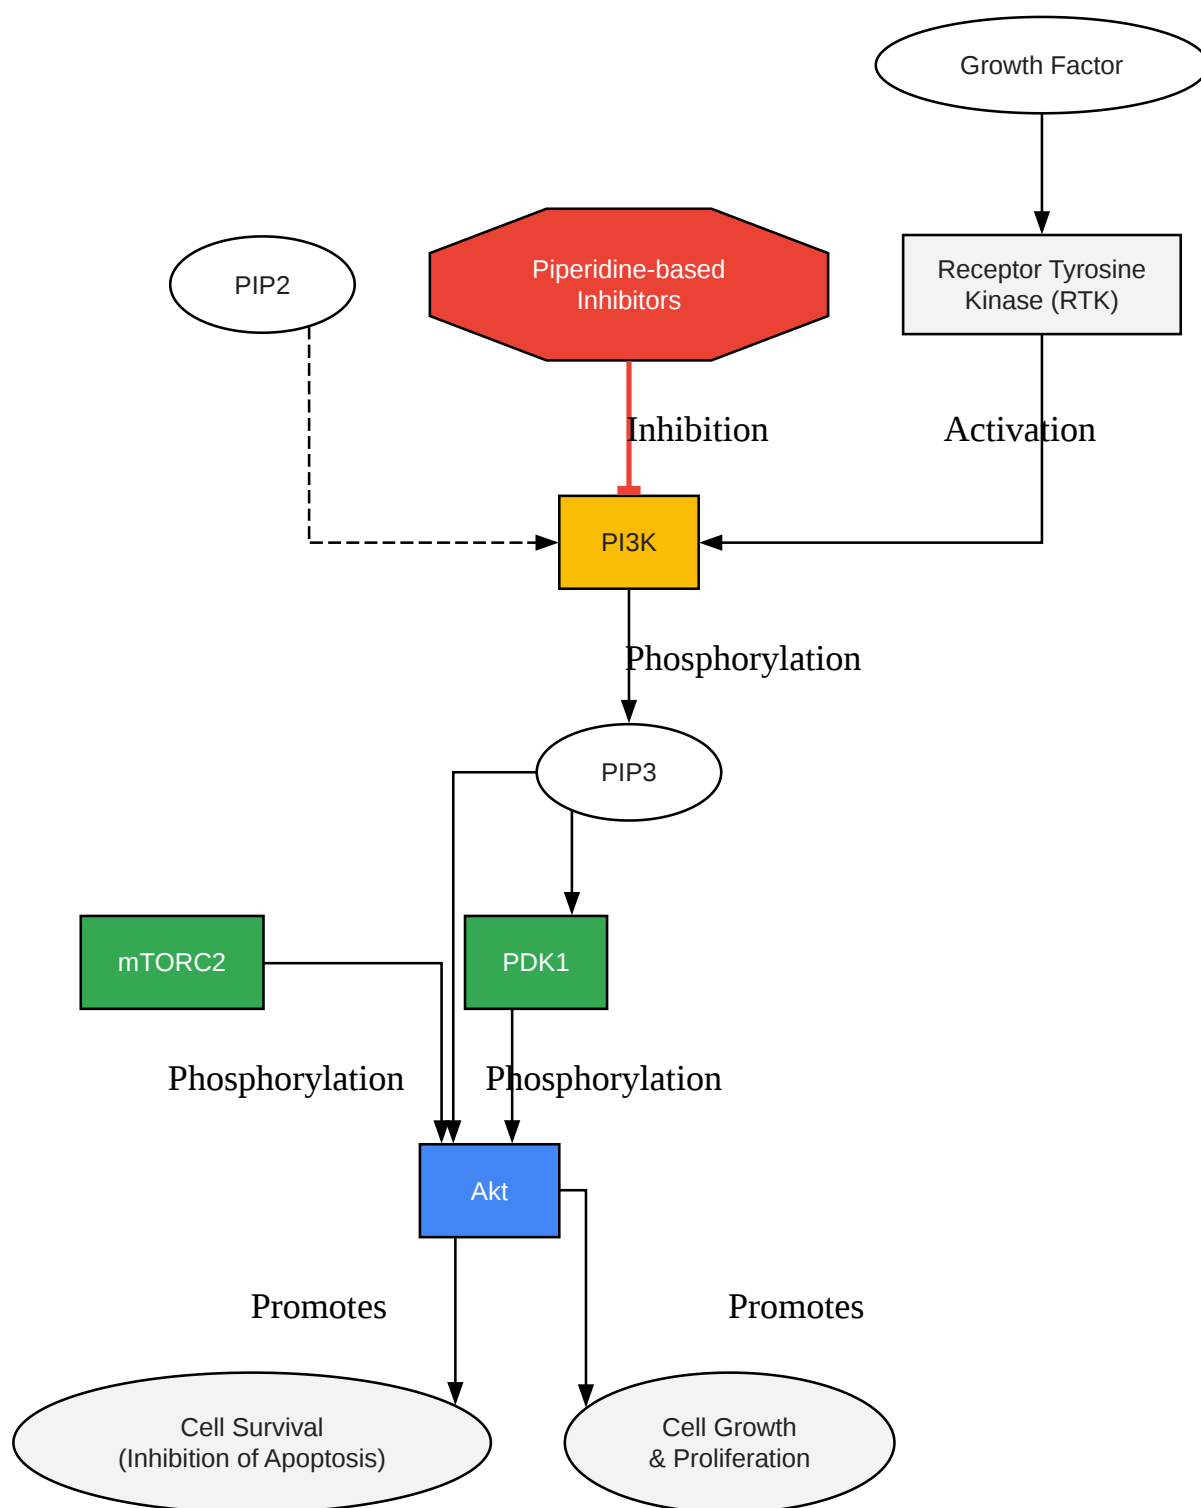 Growth Factor
PIP2
Piperidine-based
Inhibitors
Receptor Tyrosine
Kinase (RTK)
Inhibition
Activation
PI3K
Phosphorylation
PIP3
mTORC2
PDK1
Phosphorylation
Phosphorylation
Akt
Promotes
Promotes
Cell Survival
(Inhibition of Apoptosis)
Cell Growth
& Proliferation